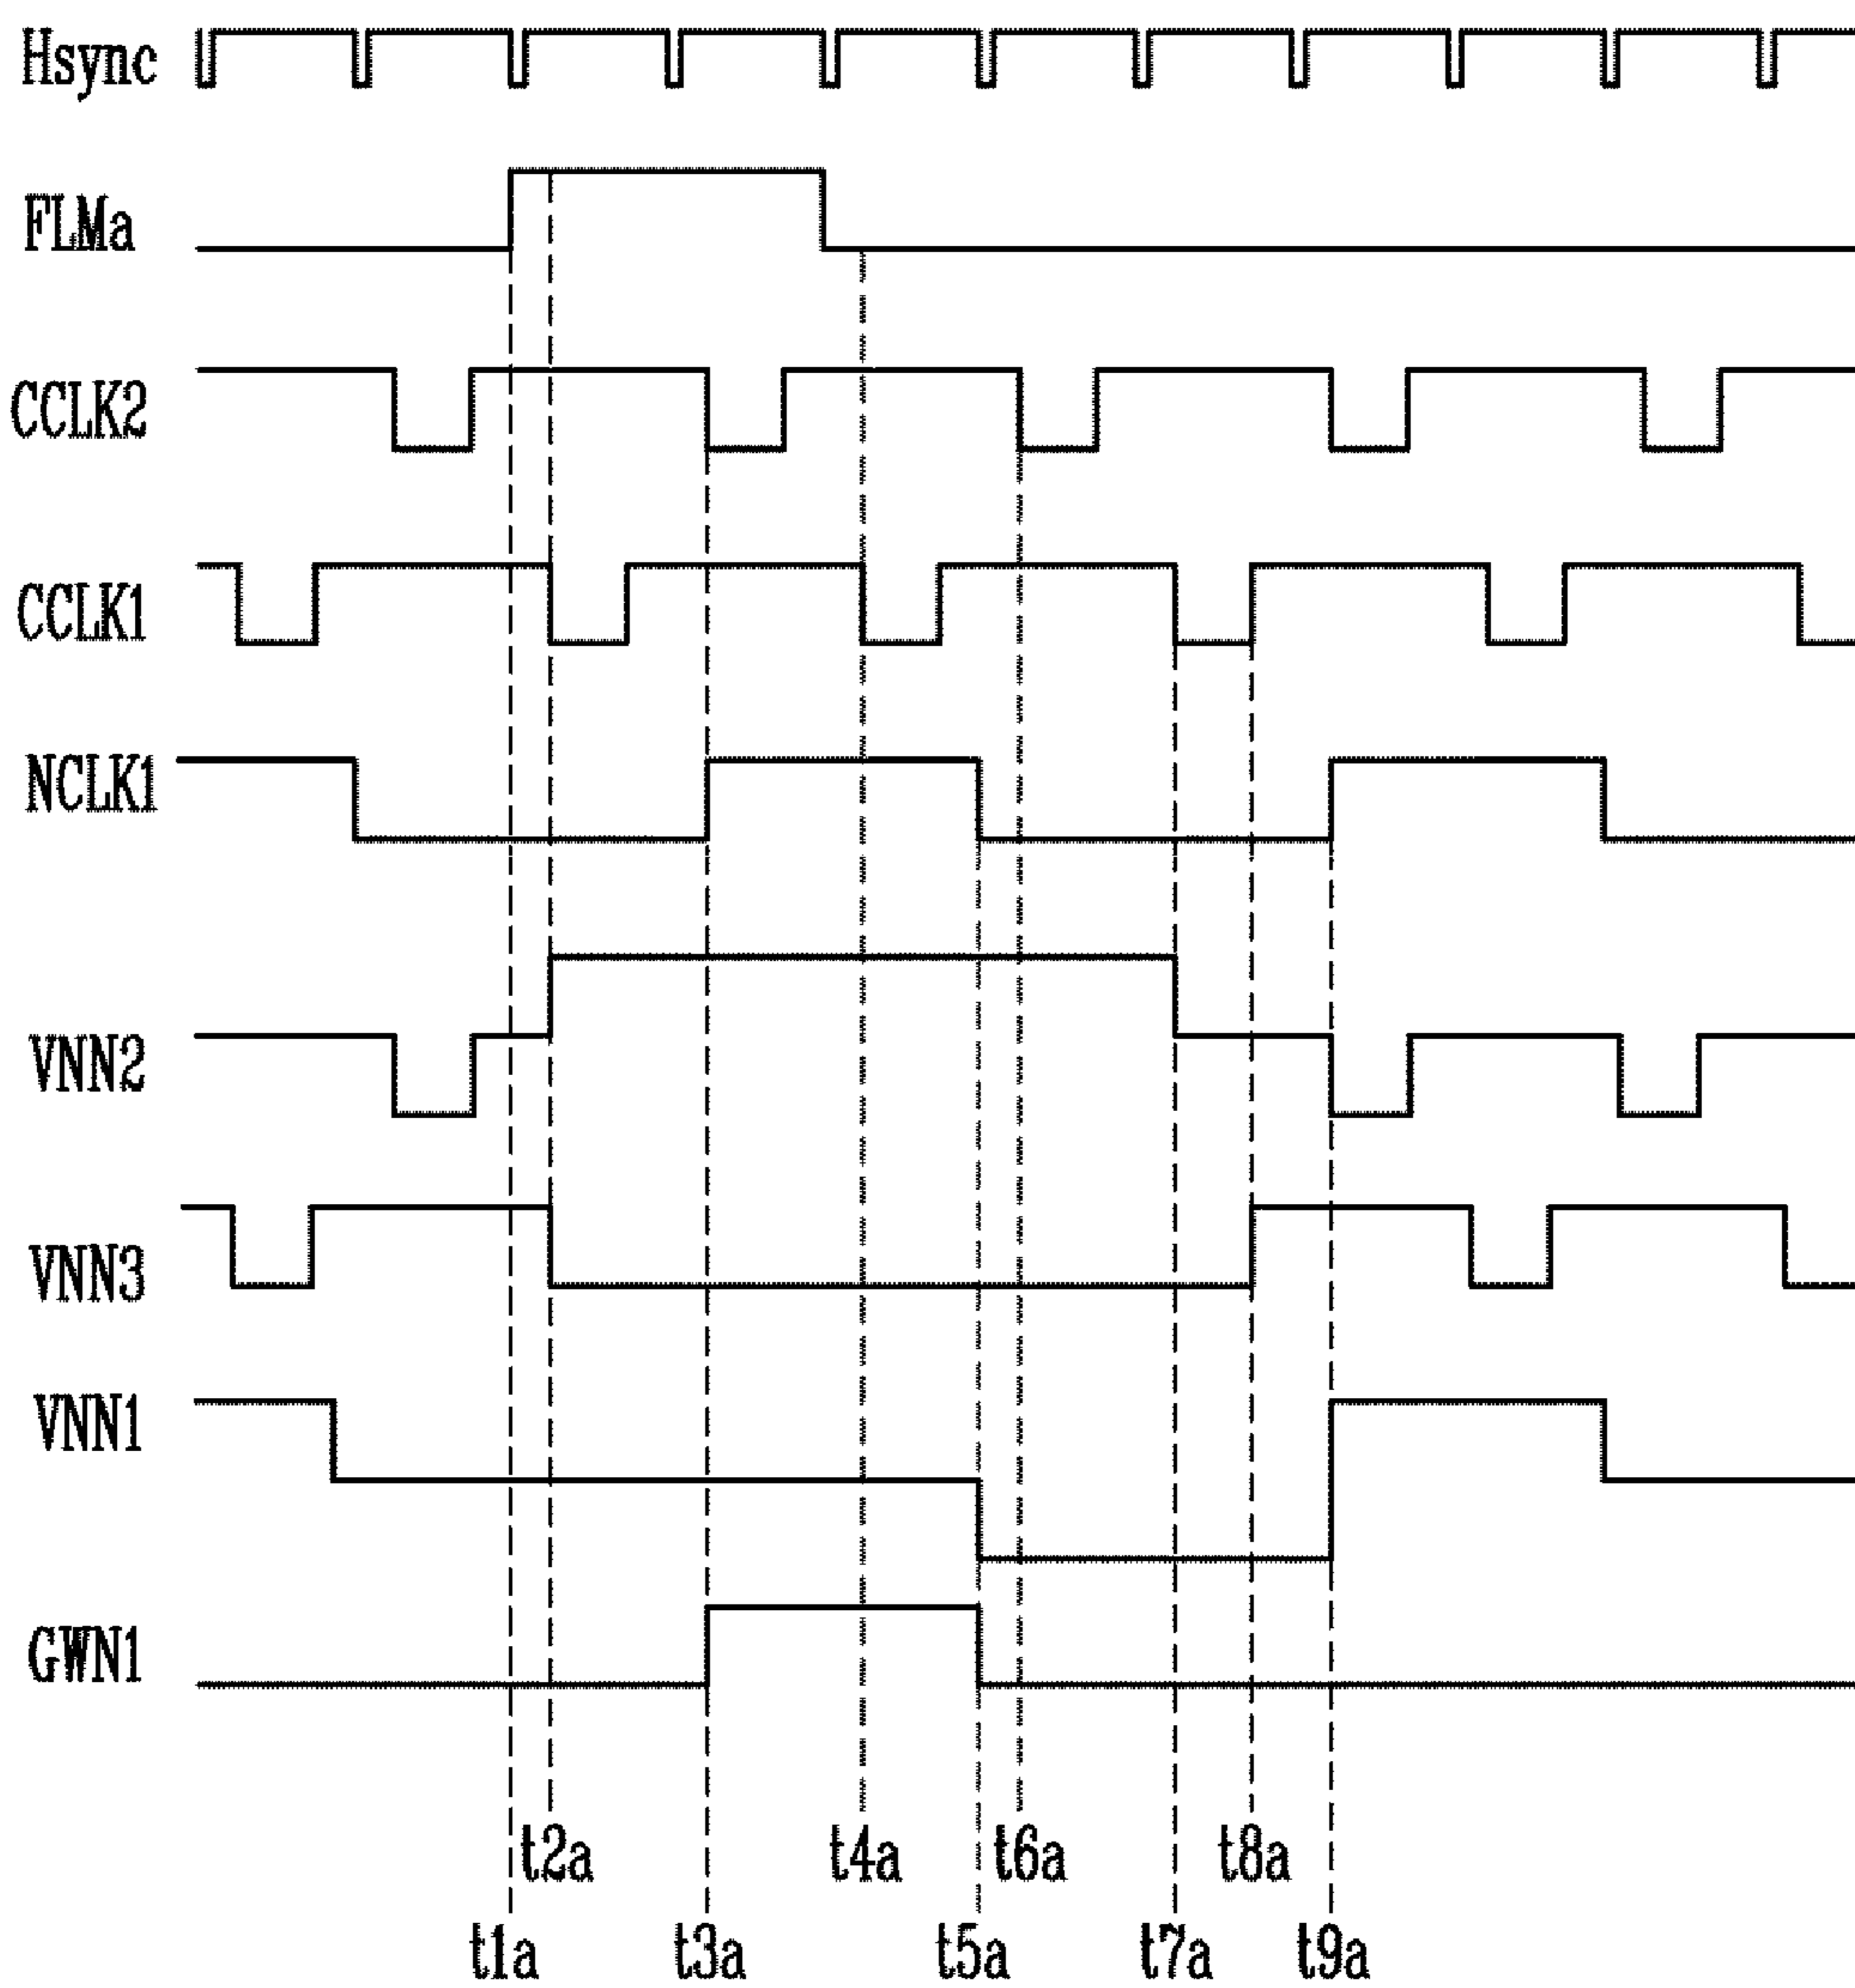 Hsync
FLMa
CCLK2
CCLK1
NCLK1
VNN2
VNN3
VNN1
GWN1
t2a t4a t6a t8a
t1a t3a t5a t7a t9a